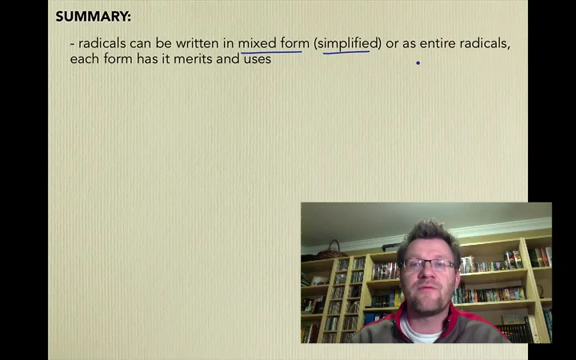 SUMMARY:
- radicals can be written in mixed form (simplified) or as entire radicals,
each form has it merits and uses